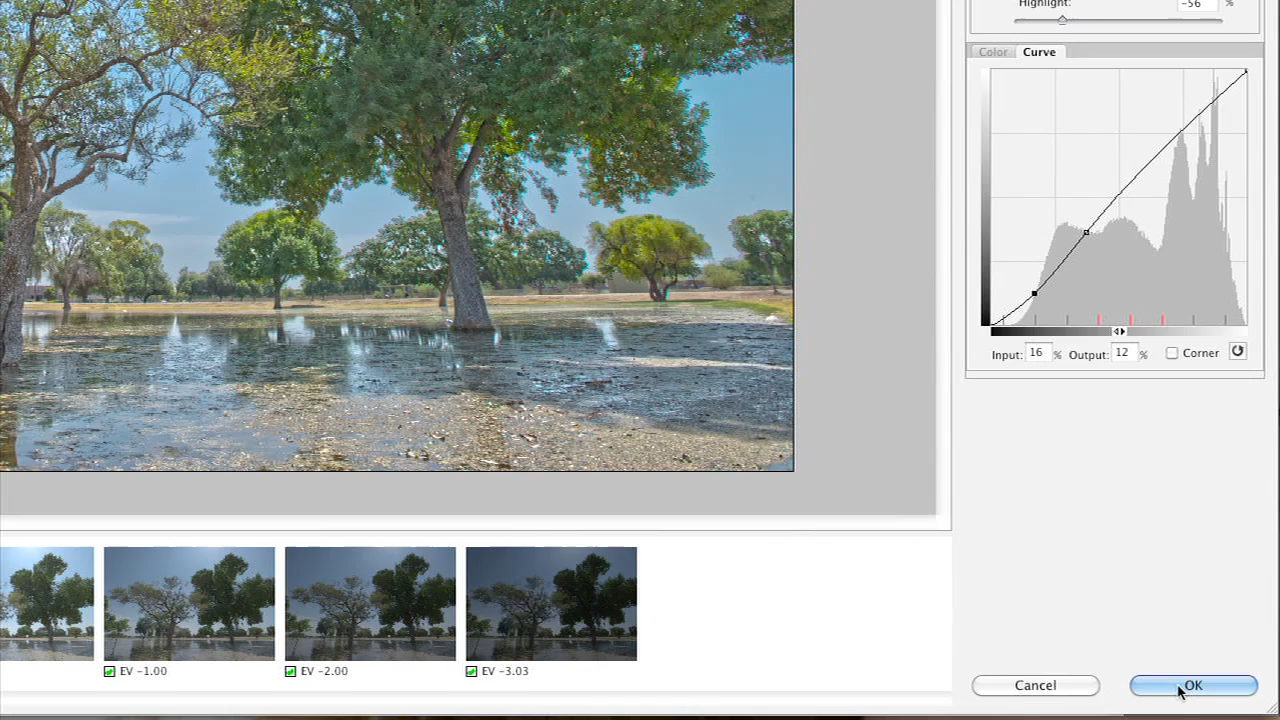 Highlight: -56 %
Color Curve
Input: 16 % Output: 12 % Corner
EV -1.00 EV -2.00 EV -3.03
Cancel OK